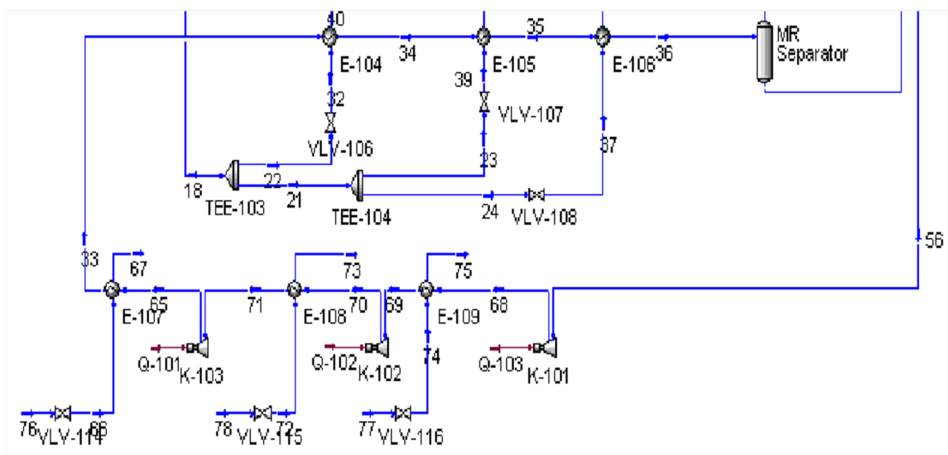 40
35
MR
Separator
34
36
E-104
E-105
E-106
39
32
VLV-107
VLV-106
37
23
22
18
21
24
TEE-103
TEE-104
VLV-108
56
33
67
73
75
65
71
70
69
68
E-107
E-108
E-109
74
Q-101
K-103
Q-102
K-102
Q-103
K-101
76
66
78
72
77
VLV-114
VLV-115
VLV-116